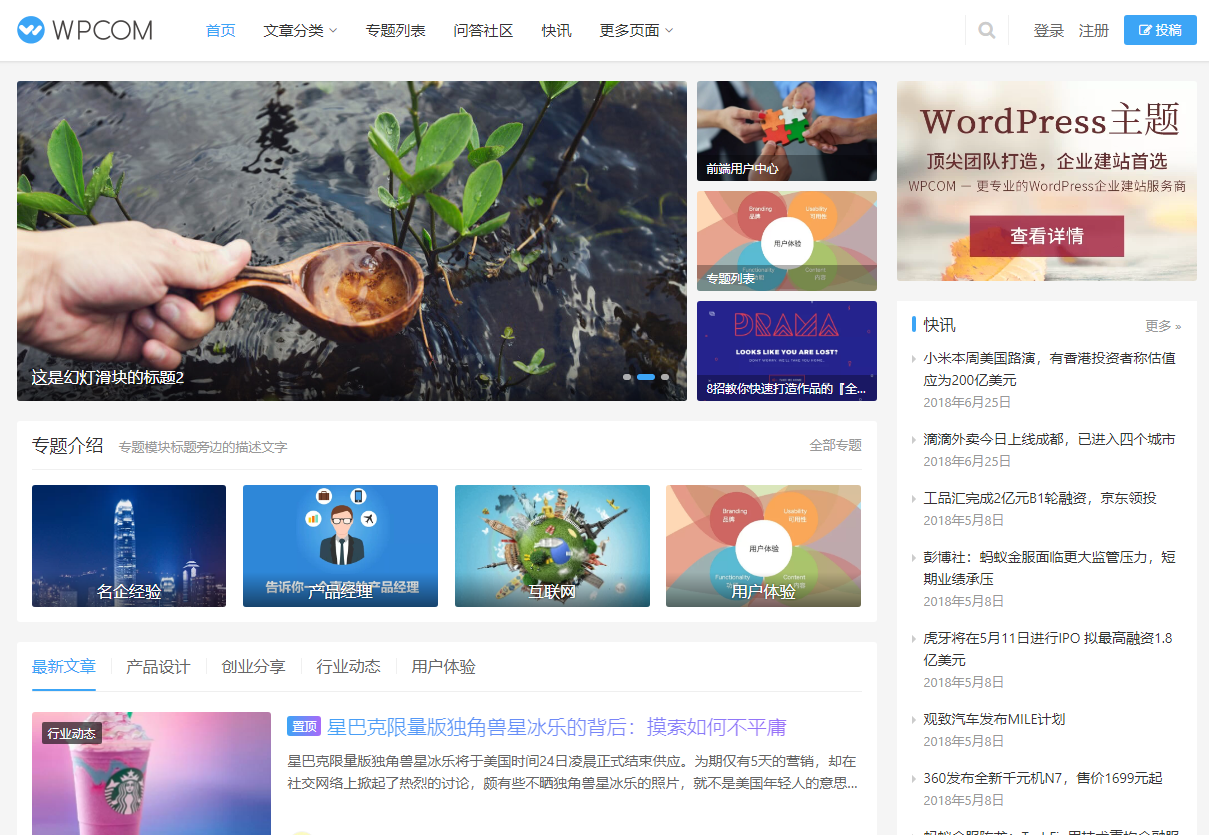 WPCOM
首页
文章分类
专题列表
问答社区
快讯
更多页面
登录
注册
投稿
这是幻灯滑块的标题2
前端用户中心
Branding
品牌
Usability
可用性
用户体验
Functionality
Content
内容
专题列表
DRAMA
LOOKS LIKE YOU ARE LOST?
8招教你快速打造作品的『全...
WordPress主题
顶尖团队打造，企业建站首选
WPCOM － 更专业的WordPress企业建站服务商
查看详情
专题介绍
专题模块标题旁边的描述文字
全部专题
名企经验
产品经理
互联网
Branding
品牌
Usability
可用性
用户体验
Functionality
Content
内容
用户体验
最新文章
产品设计
创业分享
行业动态
用户体验
行业动态
置顶 星巴克限量版独角兽星冰乐的背后：摸索如何不平庸
星巴克限量版独角兽星冰乐将于美国时间24日凌晨正式结束供应。为期仅有5天的营销，却在
社交网络上掀起了热烈的讨论，颇有些不晒独角兽星冰乐的照片，就不是美国年轻人的意思...
快讯
更多 »
小米本周美国路演，有香港投资者称估值
应为200亿美元
2018年6月25日
滴滴外卖今日上线成都，已进入四个城市
2018年6月25日
工品汇完成2亿元B1轮融资，京东领投
2018年5月8日
彭博社：蚂蚁金服面临更大监管压力，短
期业绩承压
2018年5月8日
虎牙将在5月11日进行IPO 拟最高融资1.8
亿美元
2018年5月8日
观致汽车发布MILE计划
2018年5月8日
360发布全新千元机N7，售价1699元起
2018年5月8日